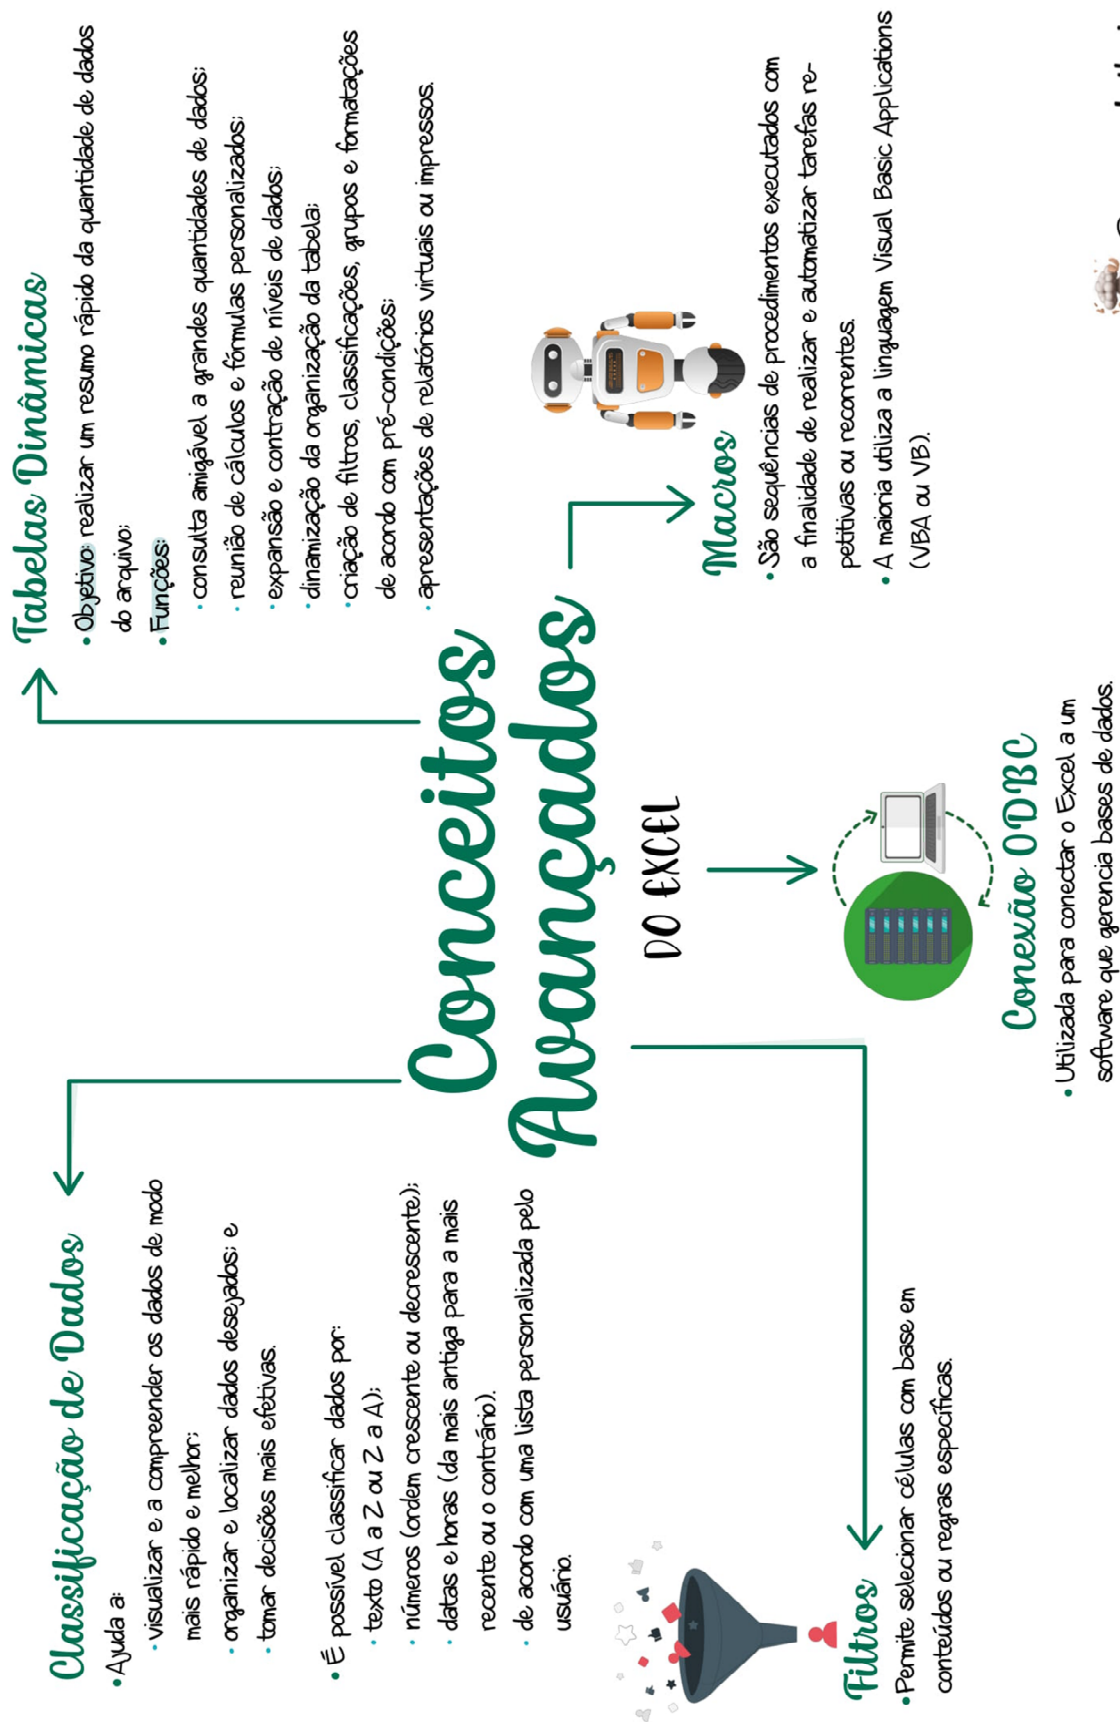 Classificação de Dados
• Ajuda a:
• visualizar e a compreender os dados de modo
mais rápido e melhor;
• organizar e localizar dados desejados; e
• tomar decisões mais efetivas.
• É possível classificar dados por:
• texto (A a Z ou Z a A);
• números (ordem crescente ou decrescente);
• datas e horas (da mais antiga para a mais
recente ou o contrário).
• de acordo com uma lista personalizada pelo
usuário.
Tabelas Dinâmicas
• Objetivo: realizar um resumo rápido da quantidade de dados
do arquivo;
• Funções:
• consulta amigável a grandes quantidades de dados;
• reunião de cálculos e fórmulas personalizados;
• expansão e contração de níveis de dados;
• dinamização da organização da tabela;
• criação de filtros, classificações, grupos e formatações
de acordo com pré-condições;
• apresentações de relatórios virtuais ou impressos.
Conceitos
Avançados
DO EXCEL
Filtros
• Permite selecionar células com base em
conteúdos ou regras específicas.
Conexão ODBC
• Utilizada para conectar o Excel a um
software que gerencia bases de dados.
Macros
• São sequências de procedimentos executados com
a finalidade de realizar e automatizar tarefas re-
petitivas ou recorrentes.
• A maioria utiliza a linguagem Visual Basic Applications
(VBA ou VB).